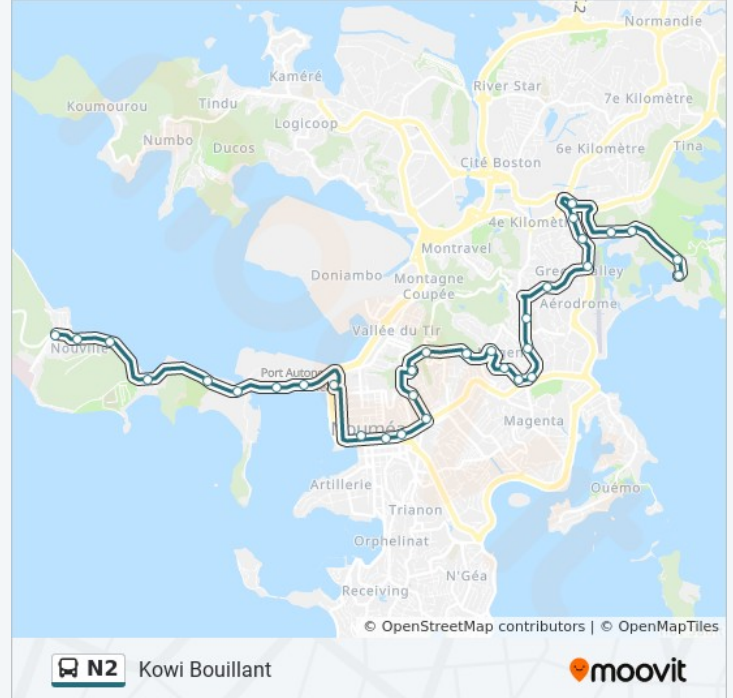 Normandie
Kaméré
River Star
Koumourou
Tindu
7e Kilomètre
Logicoop
Numbo
Ducos
6e Kilomètre
Tina
Cité Boston
4e Kilomèt
Montravel
Doniambo
Montagne
Coupée
Green Valley
Aérodrome
Vallée du Tir
Nouville
Port Autono
Nouméa
Magenta
Artillerie
Ouémo
Trianon
Orphelinat
N'Géa
Receiving
© OpenStreetMap contributors | © OpenMapTiles
N2 Kowi Bouillant
moovit